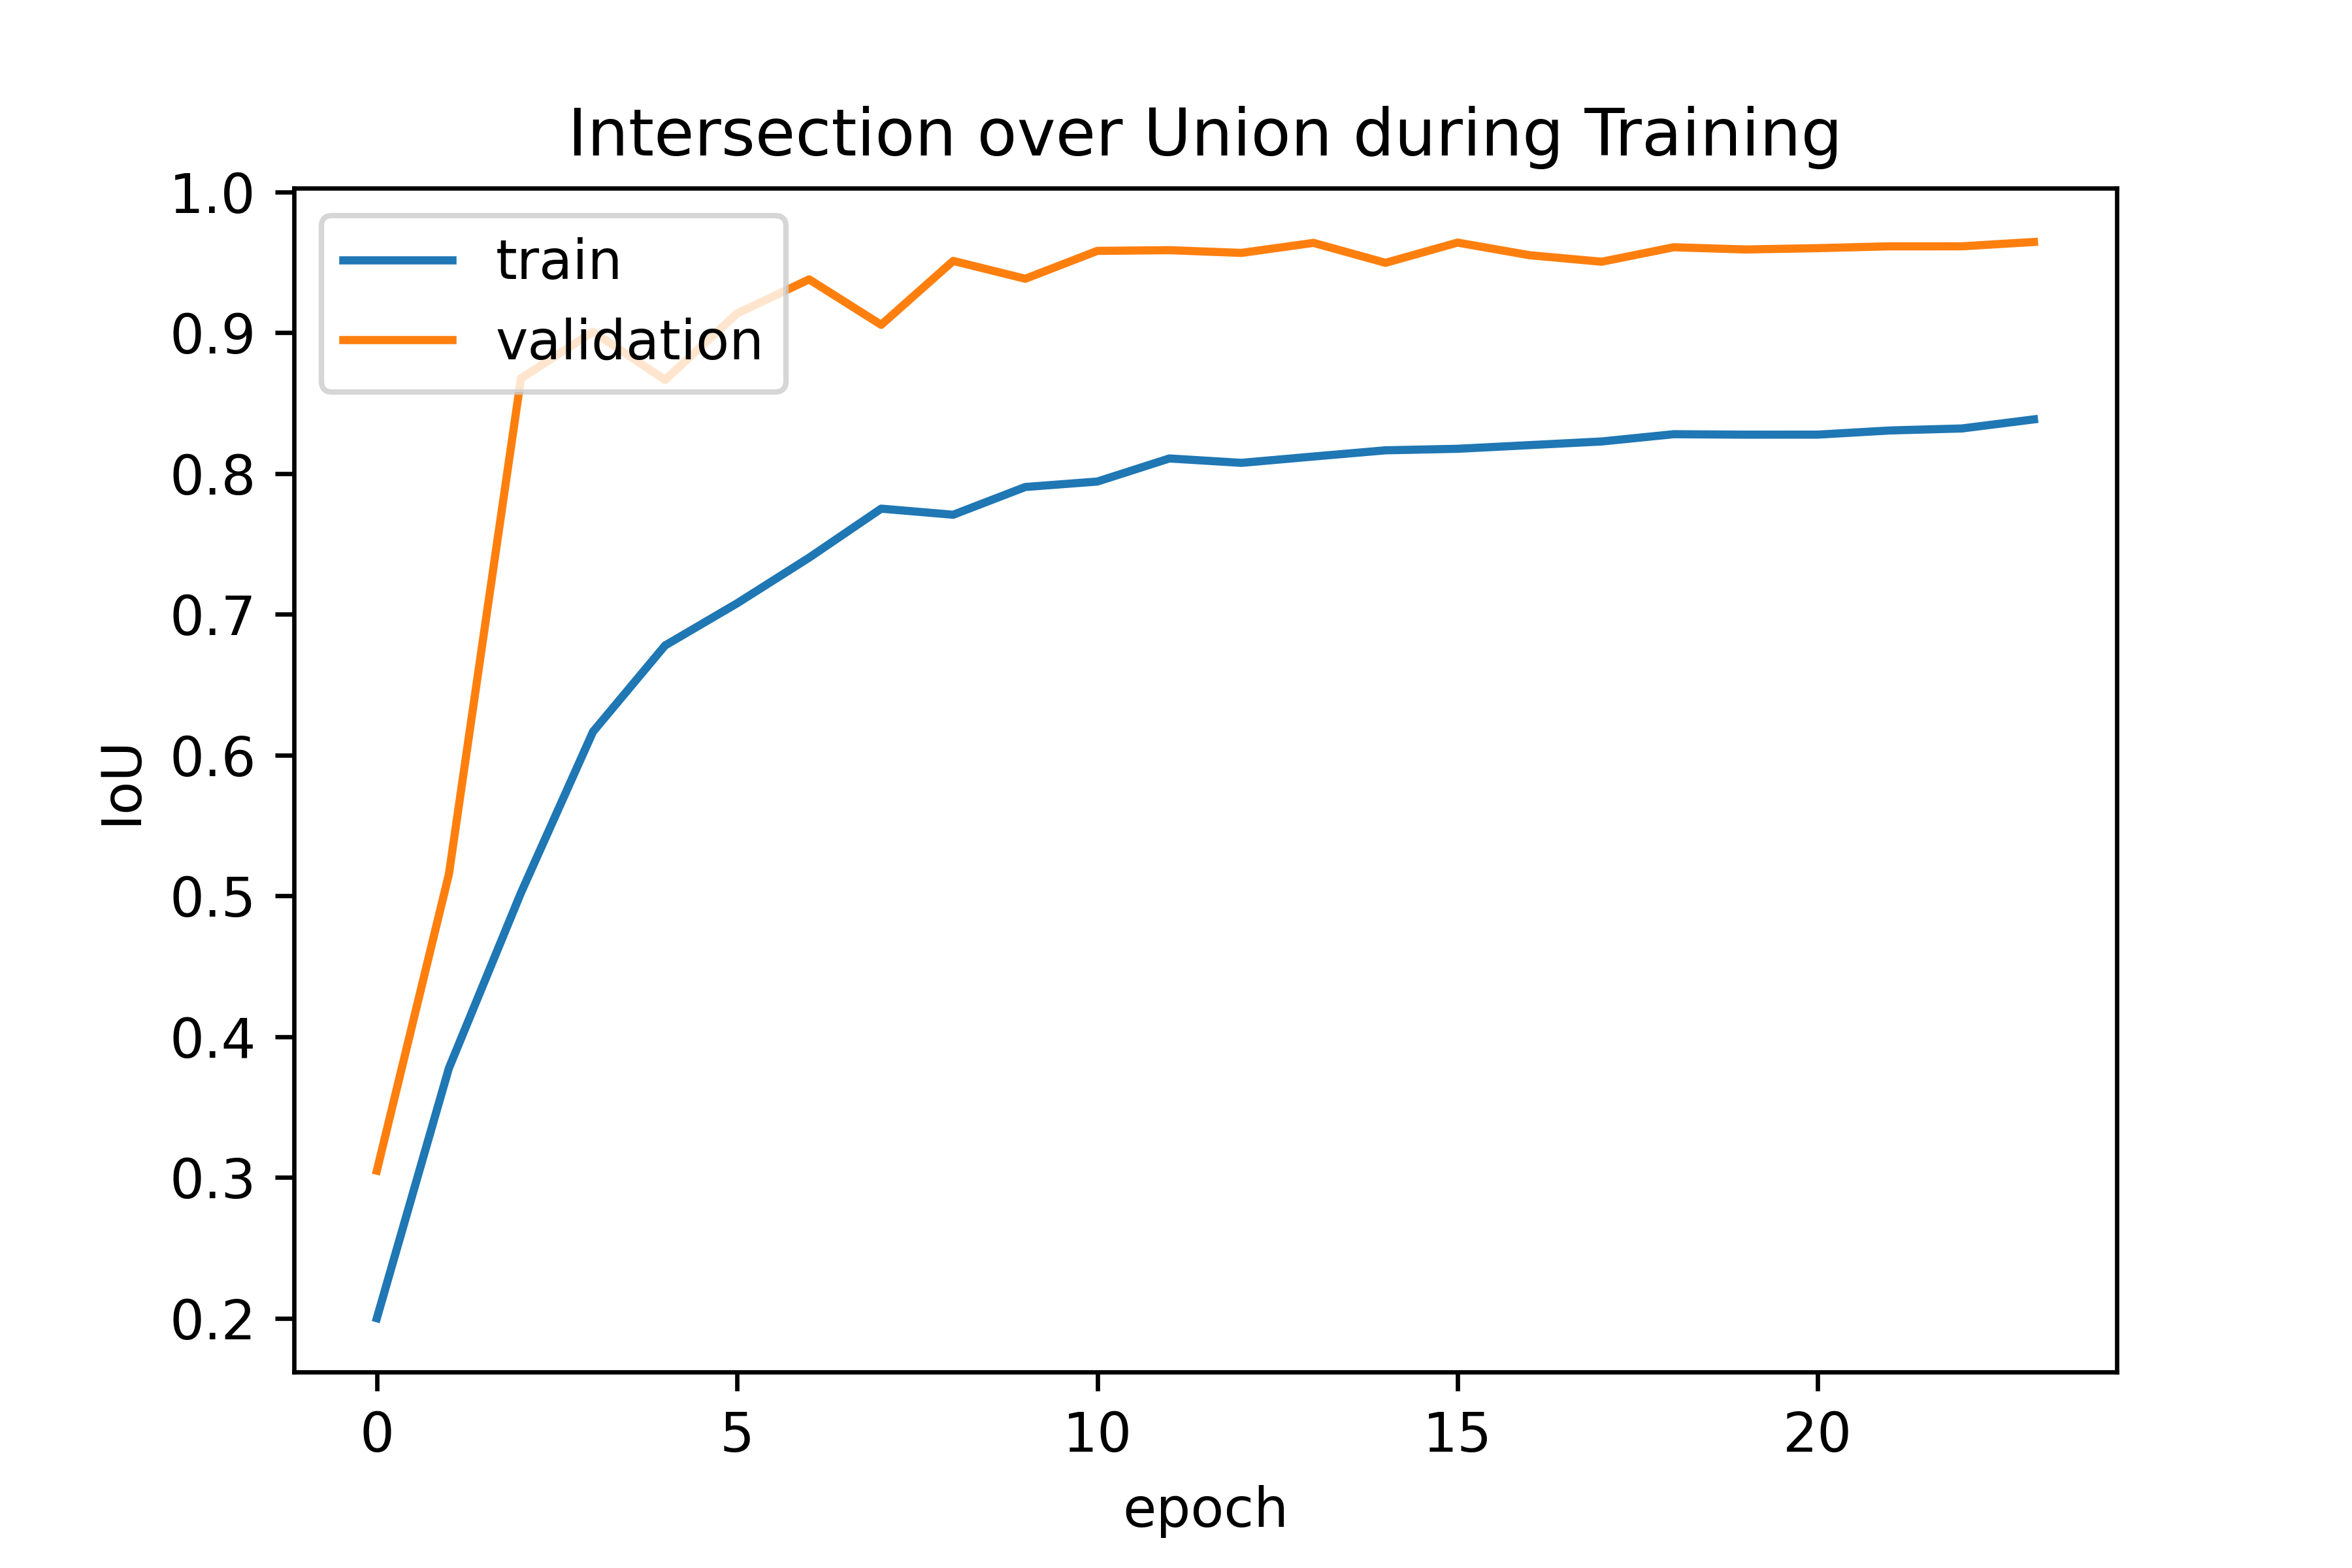 Intersection over Union during Training
train
validation
IoU
1.0
0.9
0.8
0.7
0.6
0.5
0.4
0.3
0.2
0 5 10 15 20
epoch